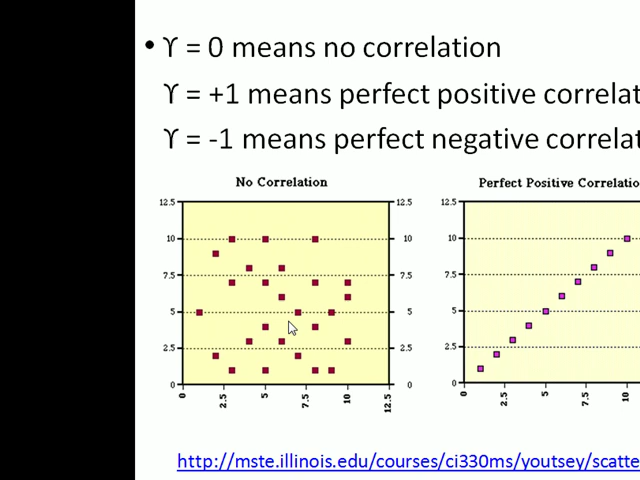 • ϒ = 0 means no correlation
ϒ = +1 means perfect positive correlat
ϒ = -1 means perfect negative correlat
No Correlation
12.5 12.5
10 10
7.5 7.5
5 5
2.5 2.5
0 0
0 2.5 5 7.5 10 12.5
Perfect Positive Correlatio
12.5
10
7.5
5
2.5
0
0 2.5 5 7.5 10
http://mste.illinois.edu/courses/ci330ms/youtsey/scatte